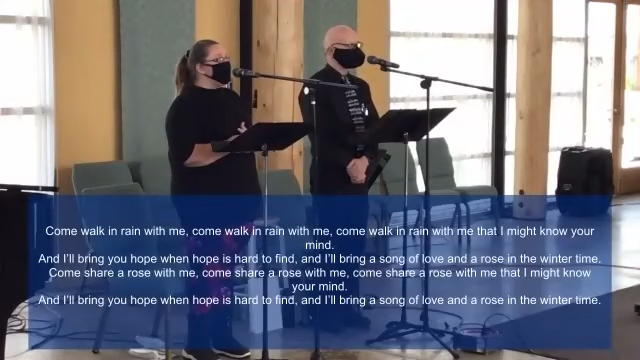 Come walk in rain with me, come walk in rain with me, come walk in rain with me that I might know your
mind.
And I'll bring you hope when hope is hard to find, and I'll bring a song of love and a rose in the winter time.
Come share a rose with me, come share a rose with me, come share a rose with me that I might know
your mind.
And I'll bring you hope when hope is hard to find, and I'll bring a song of love and a rose in the winter time.